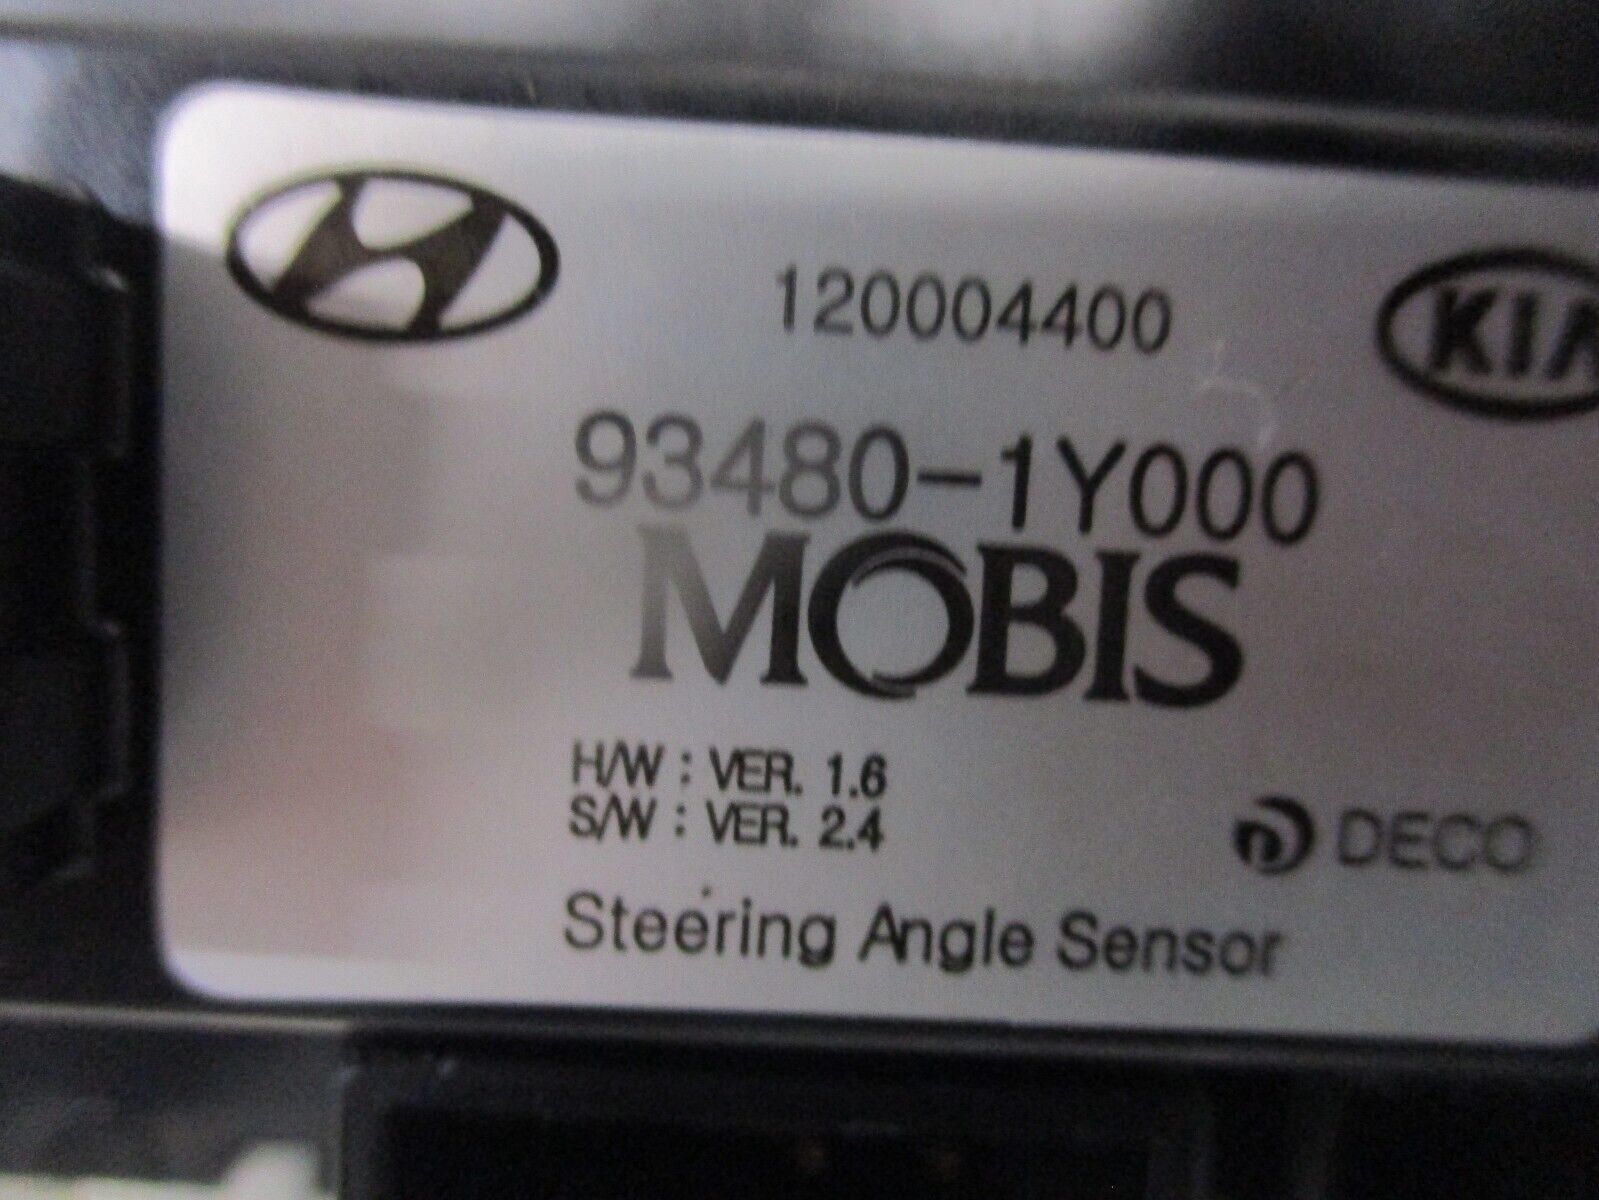 120004400
KIA
93480-1Y000
MOBIS
H/W : VER. 1.6
S/W : VER. 2.4
DECO
Steering Angle Sensor